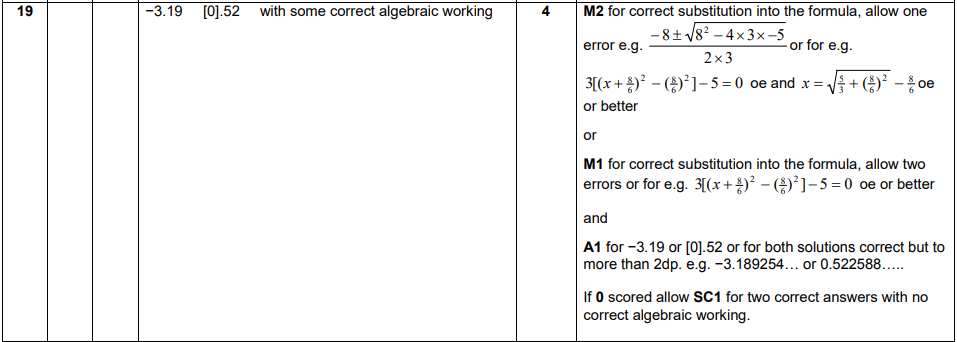 19 −3.19 [0].52 with some correct algebraic working 4 M2 for correct substitution into the formula, allow one
error e.g. (−8 ± √(8² − 4 × 3 × −5)) / (2 × 3) or for e.g.
3[(x + 8/6)² − (8/6)²] − 5 = 0 oe and x = √(5/3 + (8/6)²) − 8/6 oe
or better
or
M1 for correct substitution into the formula, allow two
errors or for e.g. 3[(x + 8/6)² − (8/6)²] − 5 = 0 oe or better
and
A1 for −3.19 or [0].52 or for both solutions correct but to
more than 2dp. e.g. −3.189254… or 0.522588…..
If 0 scored allow SC1 for two correct answers with no
correct algebraic working.